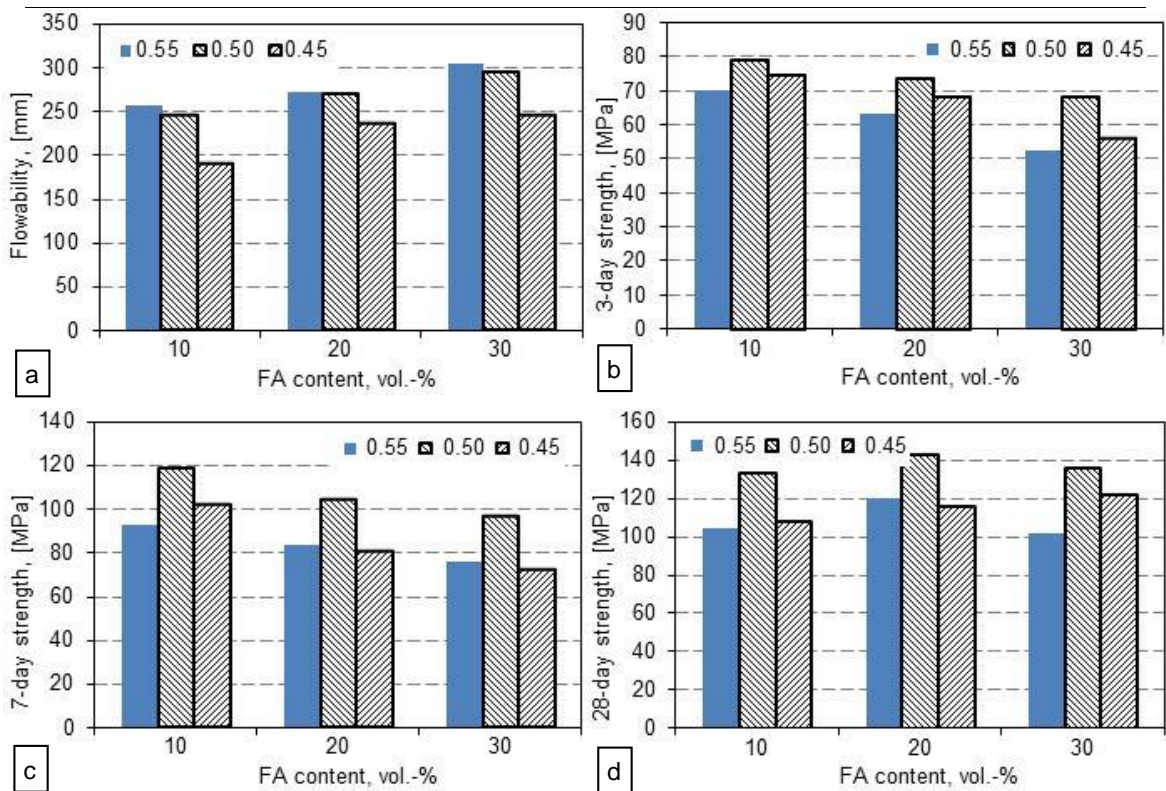 350
300
250
200
150
100
50
0
Flowability, [mm]
0.55 0.50 0.45
10 20 30
FA content, vol.-%
a
90
80
70
60
50
40
30
20
10
0
3-day strength, [MPa]
0.55 0.50 0.45
10 20 30
FA content, vol.-%
b
140
120
100
80
60
40
20
0
7-day strength, [MPa]
0.55 0.50 0.45
10 20 30
FA content, vol.-%
c
160
140
120
100
80
60
40
20
0
28-day strength, [MPa]
0.55 0.50 0.45
10 20 30
FA content, vol.-%
d